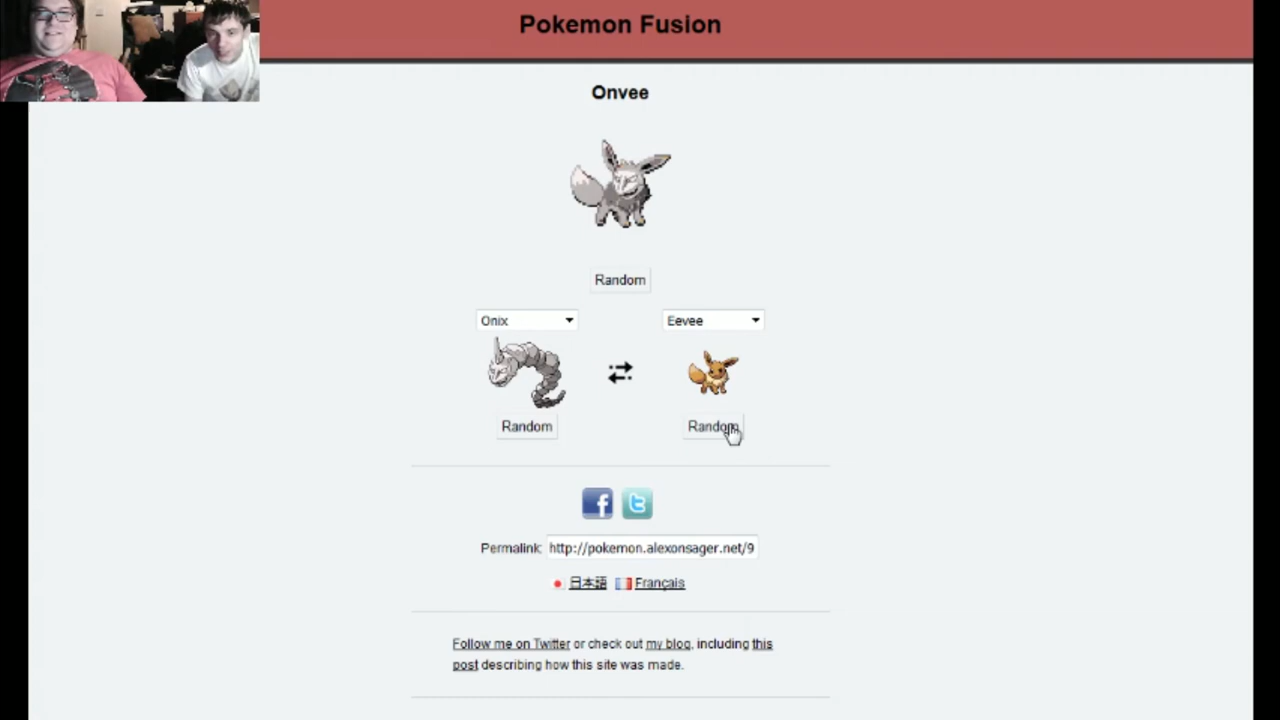 Pokemon Fusion
Onvee
Random
Onix Eevee
Random Random
f t
Permalink: http://pokemon.alexonsager.net/9
日本語 Français
Follow me on Twitter or check out my blog, including this
post describing how this site was made.